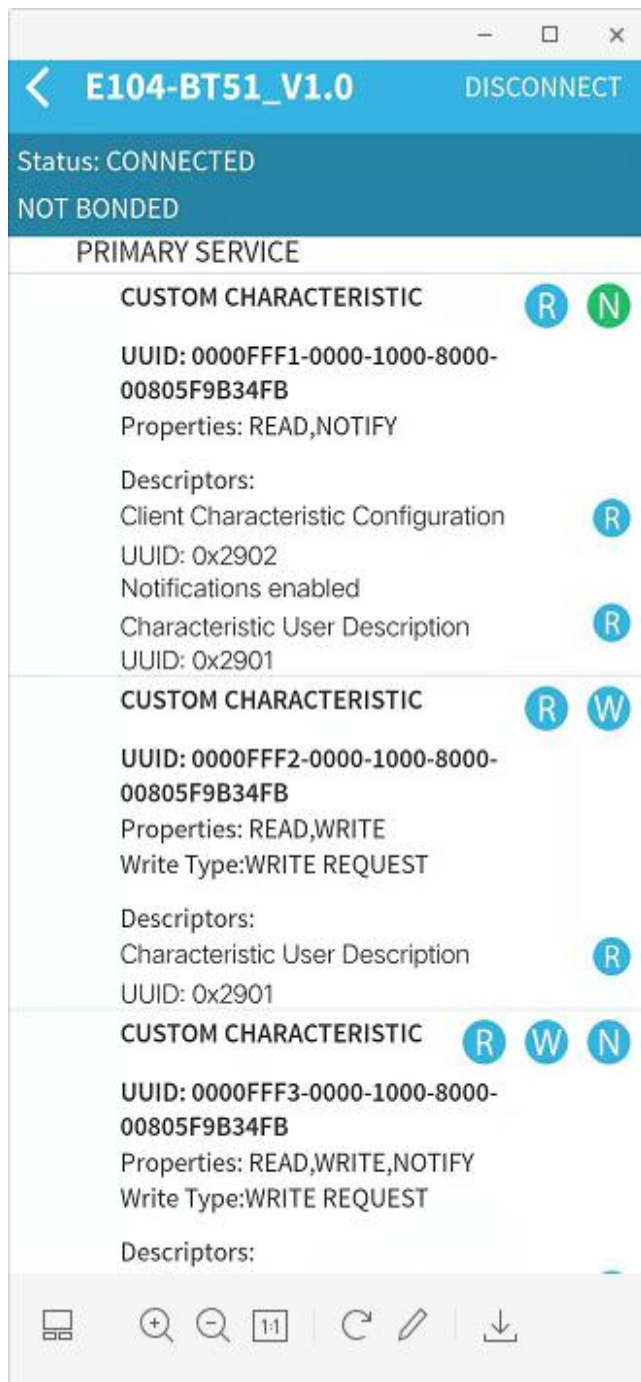 E104-BT51_V1.0 DISCONNECT
Status: CONNECTED
NOT BONDED
PRIMARY SERVICE
CUSTOM CHARACTERISTIC R N
UUID: 0000FFF1-0000-1000-8000-
00805F9B34FB
Properties: READ,NOTIFY
Descriptors:
Client Characteristic Configuration R
UUID: 0x2902
Notifications enabled
Characteristic User Description R
UUID: 0x2901
CUSTOM CHARACTERISTIC R W
UUID: 0000FFF2-0000-1000-8000-
00805F9B34FB
Properties: READ,WRITE
Write Type:WRITE REQUEST
Descriptors:
Characteristic User Description R
UUID: 0x2901
CUSTOM CHARACTERISTIC R W N
UUID: 0000FFF3-0000-1000-8000-
00805F9B34FB
Properties: READ,WRITE,NOTIFY
Write Type:WRITE REQUEST
Descriptors:
1:1